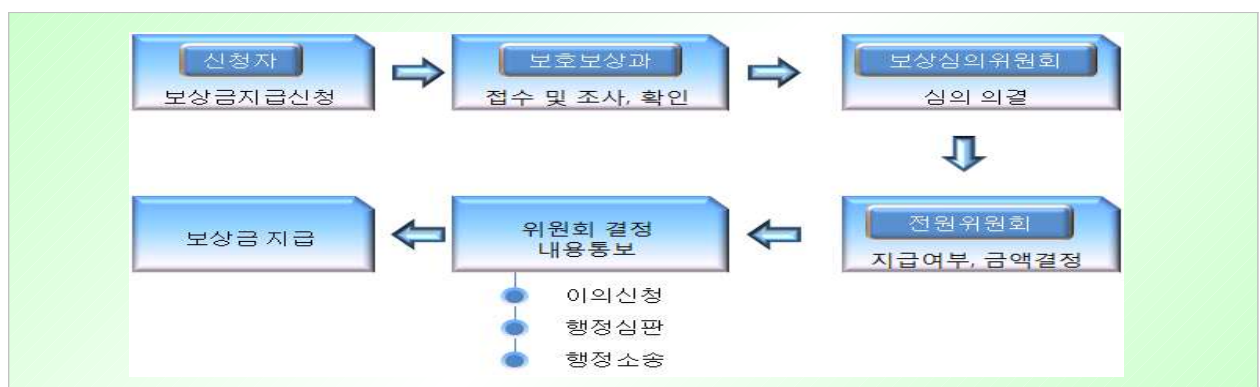 신청자
보상금지급신청
보호보상과
접수 및 조사, 확인
보상심의위원회
심의 의결
전원위원회
지급여부, 금액결정
위원회 결정
내용통보
이의신청
행정심판
행정소송
보상금 지급